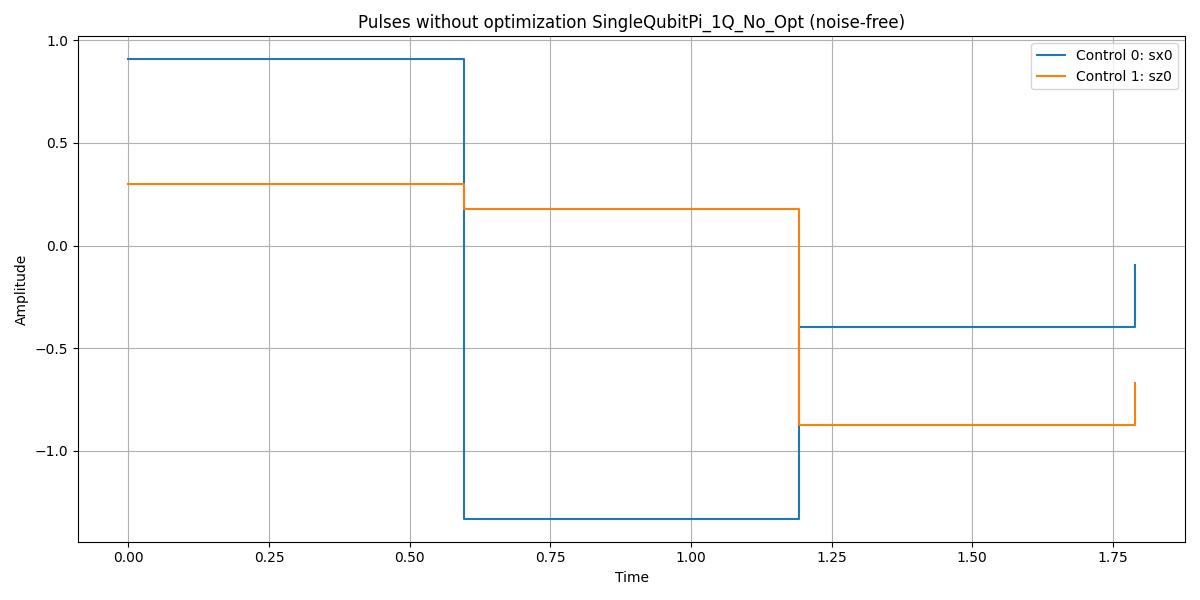 Pulses without optimization SingleQubitPi_1Q_No_Opt (noise-free)
Control 0: sx0
Control 1: sz0
Amplitude
1.0
0.5
0.0
−0.5
−1.0
0.00 0.25 0.50 0.75 1.00 1.25 1.50 1.75
Time